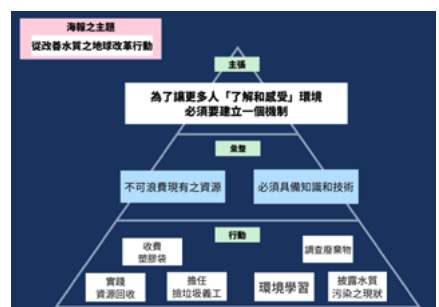 海報之主題
從改善水質之地球改革行動
主張
為了讓更多人「了解和感受」環境
必須要建立一個機制
彙整
不可浪費現有之資源
必須具備知識和技術
行動
收費
塑膠袋
調查廢棄物
實踐
資源回收
擔任
撿垃圾義工
環境學習
披露水質
污染之現狀